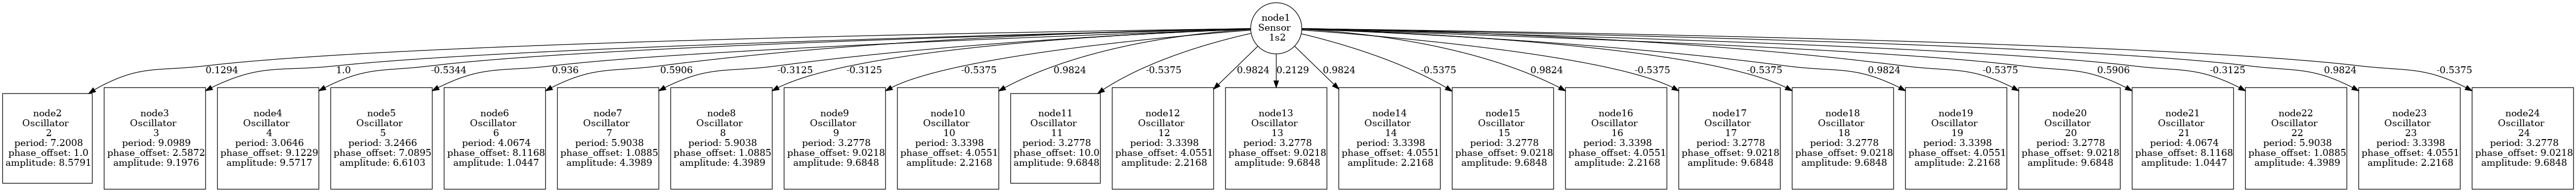 node1
Sensor
1s2
0.1294
1.0
-0.5344
0.936
0.5906
-0.3125
-0.3125
-0.5375
0.9824
-0.5375
0.9824
0.2129
0.9824
-0.5375
0.9824
-0.5375
-0.5375
0.9824
-0.5375
0.5906
-0.3125
0.9824
-0.5375
node2
Oscillator
2
period: 7.2008
phase_offset: 1.0
amplitude: 8.5791
node3
Oscillator
3
period: 9.0989
phase_offset: 2.5872
amplitude: 9.1976
node4
Oscillator
4
period: 3.0646
phase_offset: 9.1229
amplitude: 9.5717
node5
Oscillator
5
period: 3.2466
phase_offset: 7.0895
amplitude: 6.6103
node6
Oscillator
6
period: 4.0674
phase_offset: 8.1168
amplitude: 1.0447
node7
Oscillator
7
period: 5.9038
phase_offset: 1.0885
amplitude: 4.3989
node8
Oscillator
8
period: 5.9038
phase_offset: 1.0885
amplitude: 4.3989
node9
Oscillator
9
period: 3.2778
phase_offset: 9.0218
amplitude: 9.6848
node10
Oscillator
10
period: 3.3398
phase_offset: 4.0551
amplitude: 2.2168
node11
Oscillator
11
period: 3.2778
phase_offset: 10.0
amplitude: 9.6848
node12
Oscillator
12
period: 3.3398
phase_offset: 4.0551
amplitude: 2.2168
node13
Oscillator
13
period: 3.2778
phase_offset: 9.0218
amplitude: 9.6848
node14
Oscillator
14
period: 3.3398
phase_offset: 4.0551
amplitude: 2.2168
node15
Oscillator
15
period: 3.2778
phase_offset: 9.0218
amplitude: 9.6848
node16
Oscillator
16
period: 3.3398
phase_offset: 4.0551
amplitude: 2.2168
node17
Oscillator
17
period: 3.2778
phase_offset: 9.0218
amplitude: 9.6848
node18
Oscillator
18
period: 3.2778
phase_offset: 9.0218
amplitude: 9.6848
node19
Oscillator
19
period: 3.3398
phase_offset: 4.0551
amplitude: 2.2168
node20
Oscillator
20
period: 3.2778
phase_offset: 9.0218
amplitude: 9.6848
node21
Oscillator
21
period: 4.0674
phase_offset: 8.1168
amplitude: 1.0447
node22
Oscillator
22
period: 5.9038
phase_offset: 1.0885
amplitude: 4.3989
node23
Oscillator
23
period: 3.3398
phase_offset: 4.0551
amplitude: 2.2168
node24
Oscillator
24
period: 3.2778
phase_offset: 9.0218
amplitude: 9.6848